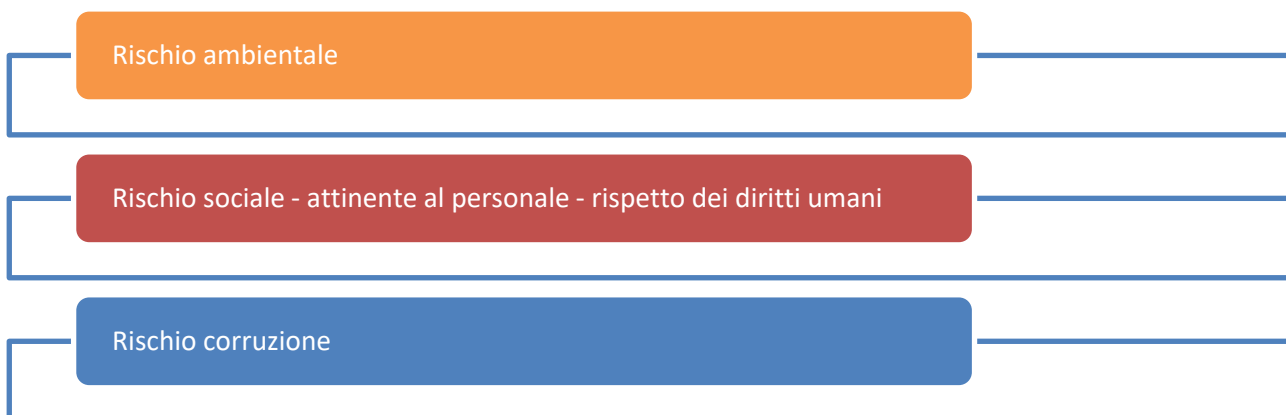 Rischio ambientale
Rischio sociale - attinente al personale - rispetto dei diritti umani
Rischio corruzione